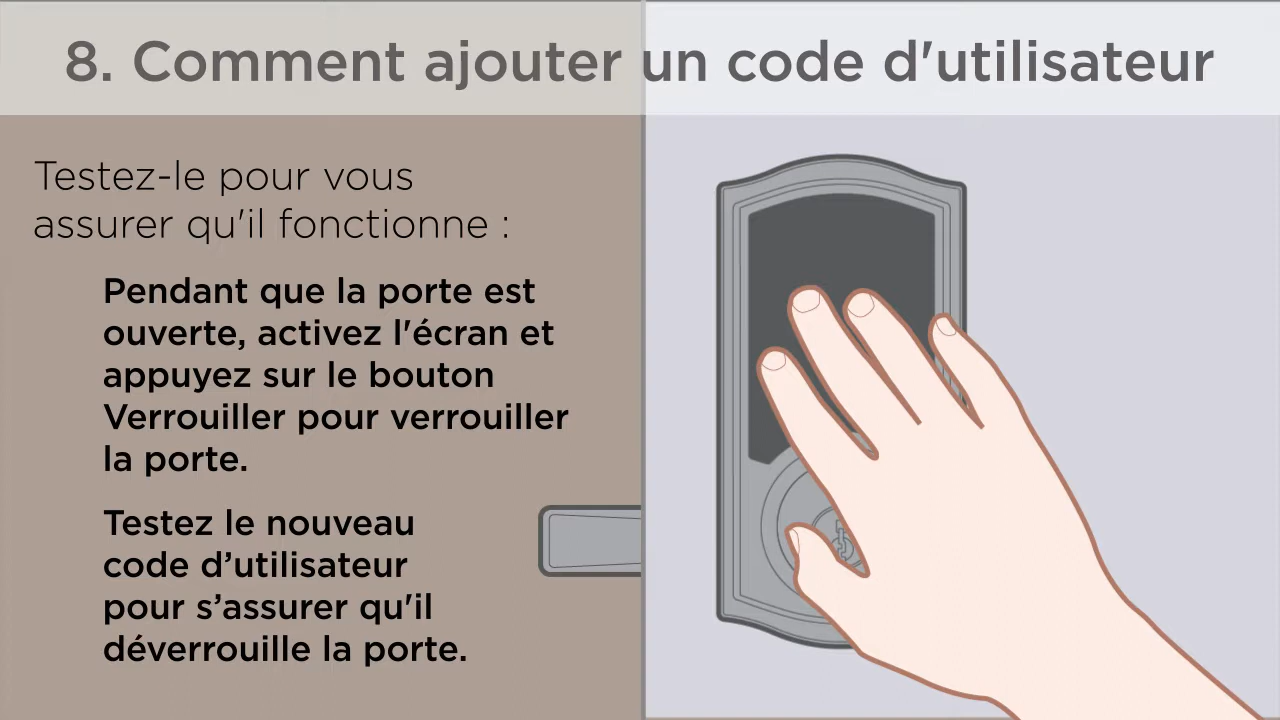 8. Comment ajouter un code d'utilisateur
Testez-le pour vous
assurer qu'il fonctionne :
Pendant que la porte est
ouverte, activez l'écran et
appuyez sur le bouton
Verrouiller pour verrouiller
la porte.
Testez le nouveau
code d’utilisateur
pour s’assurer qu'il
déverrouille la porte.